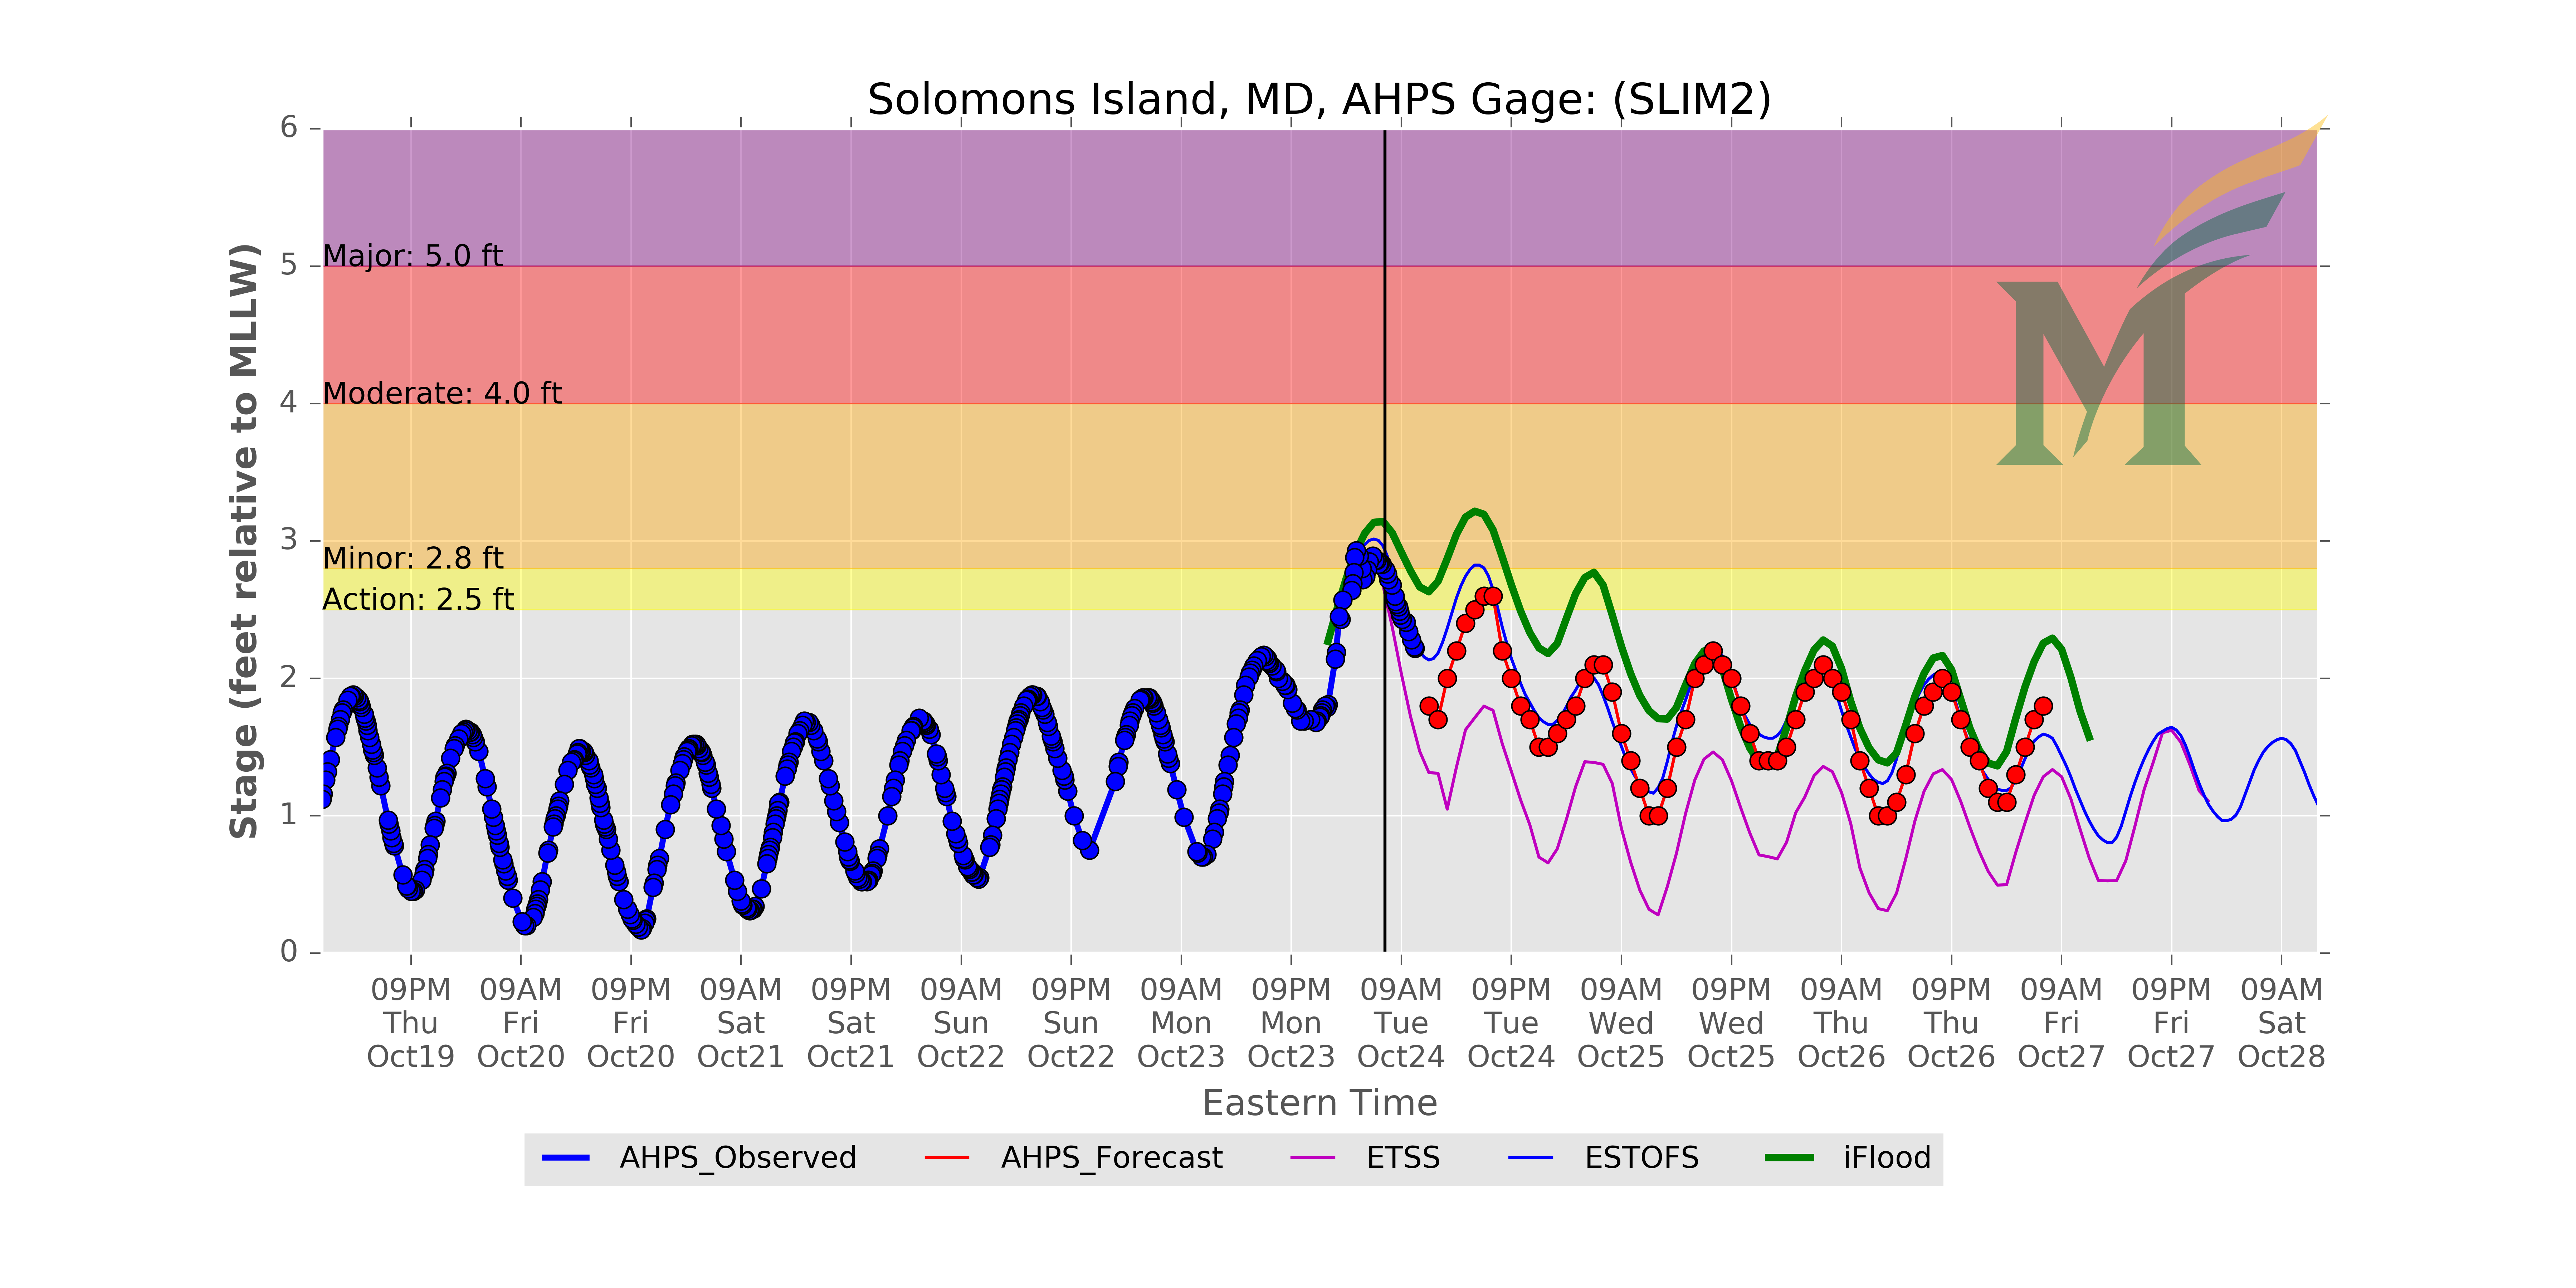 Solomons Island, MD, AHPS Gage: (SLIM2)
Stage (feet relative to MLLW)
6
5
4
3
2
1
0
Major: 5.0 ft
Moderate: 4.0 ft
Minor: 2.8 ft
Action: 2.5 ft
M
09PM 09AM 09PM 09AM 09PM 09AM 09PM 09AM 09PM 09AM 09PM 09AM 09PM 09AM 09PM 09AM 09PM 09AM
Thu Fri Fri Sat Sat Sun Sun Mon Mon Tue Tue Wed Wed Thu Thu Fri Fri Sat
Oct19 Oct20 Oct20 Oct21 Oct21 Oct22 Oct22 Oct23 Oct23 Oct24 Oct24 Oct25 Oct25 Oct26 Oct26 Oct27 Oct27 Oct28
Eastern Time
AHPS_Observed AHPS_Forecast ETSS ESTOFS iFlood